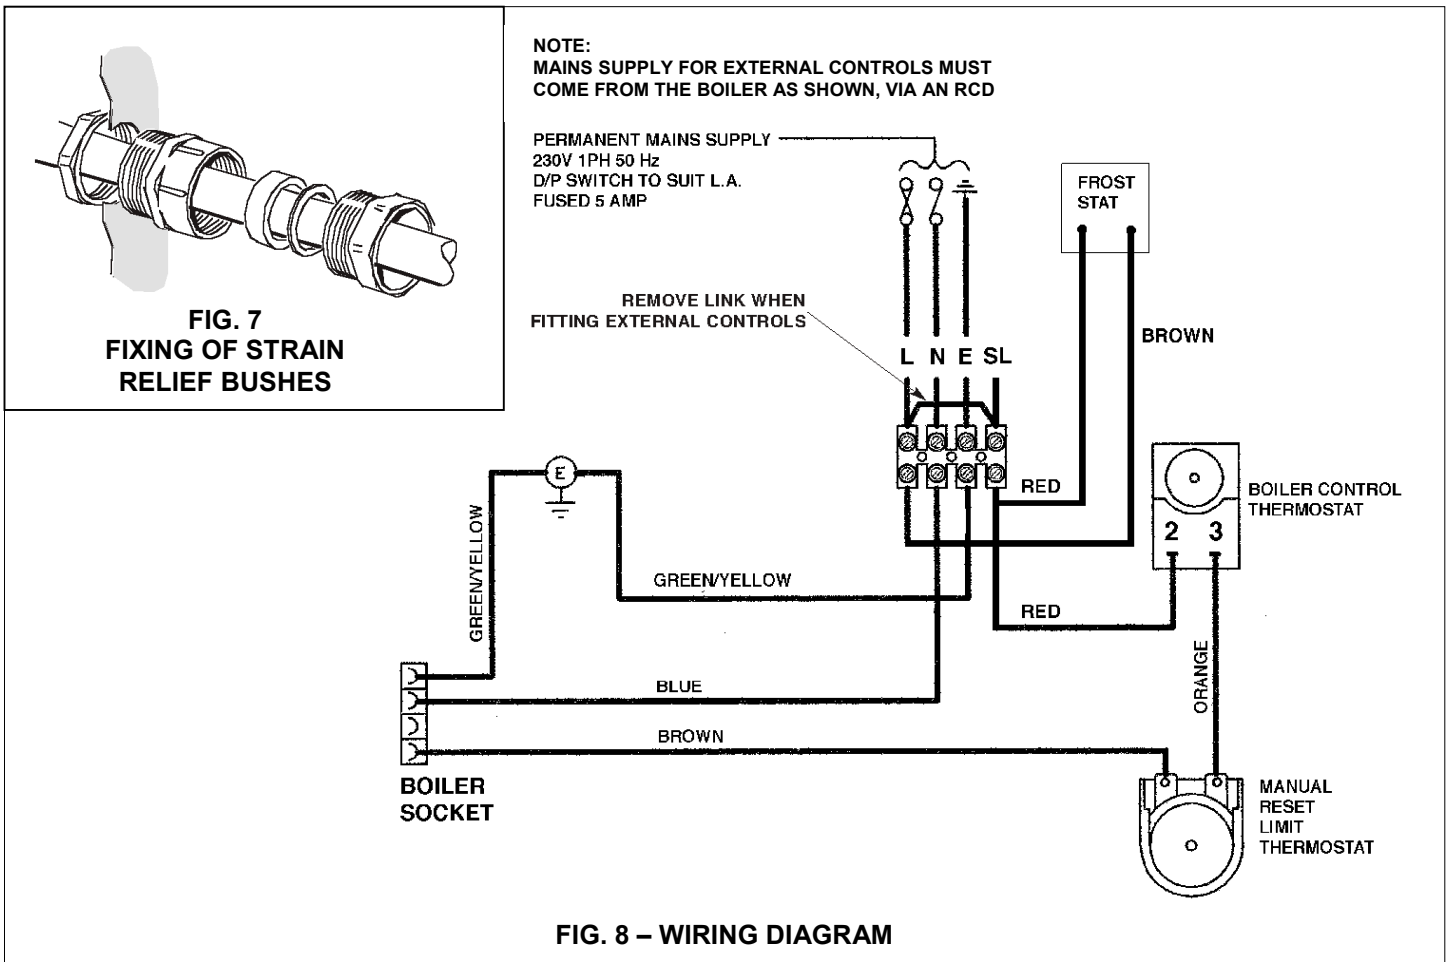 FIG. 7
FIXING OF STRAIN
RELIEF BUSHES
NOTE:
MAINS SUPPLY FOR EXTERNAL CONTROLS MUST
COME FROM THE BOILER AS SHOWN, VIA AN RCD
PERMANENT MAINS SUPPLY
230V 1PH 50 Hz
D/P SWITCH TO SUIT L.A.
FUSED 5 AMP
FROST
STAT
REMOVE LINK WHEN
FITTING EXTERNAL CONTROLS
BROWN
L N E SL
E
RED
BOILER CONTROL
THERMOSTAT
2 3
GREEN/YELLOW
GREEN/YELLOW
RED
ORANGE
BLUE
BROWN
BOILER
SOCKET
MANUAL
RESET
LIMIT
THERMOSTAT
FIG. 8 – WIRING DIAGRAM